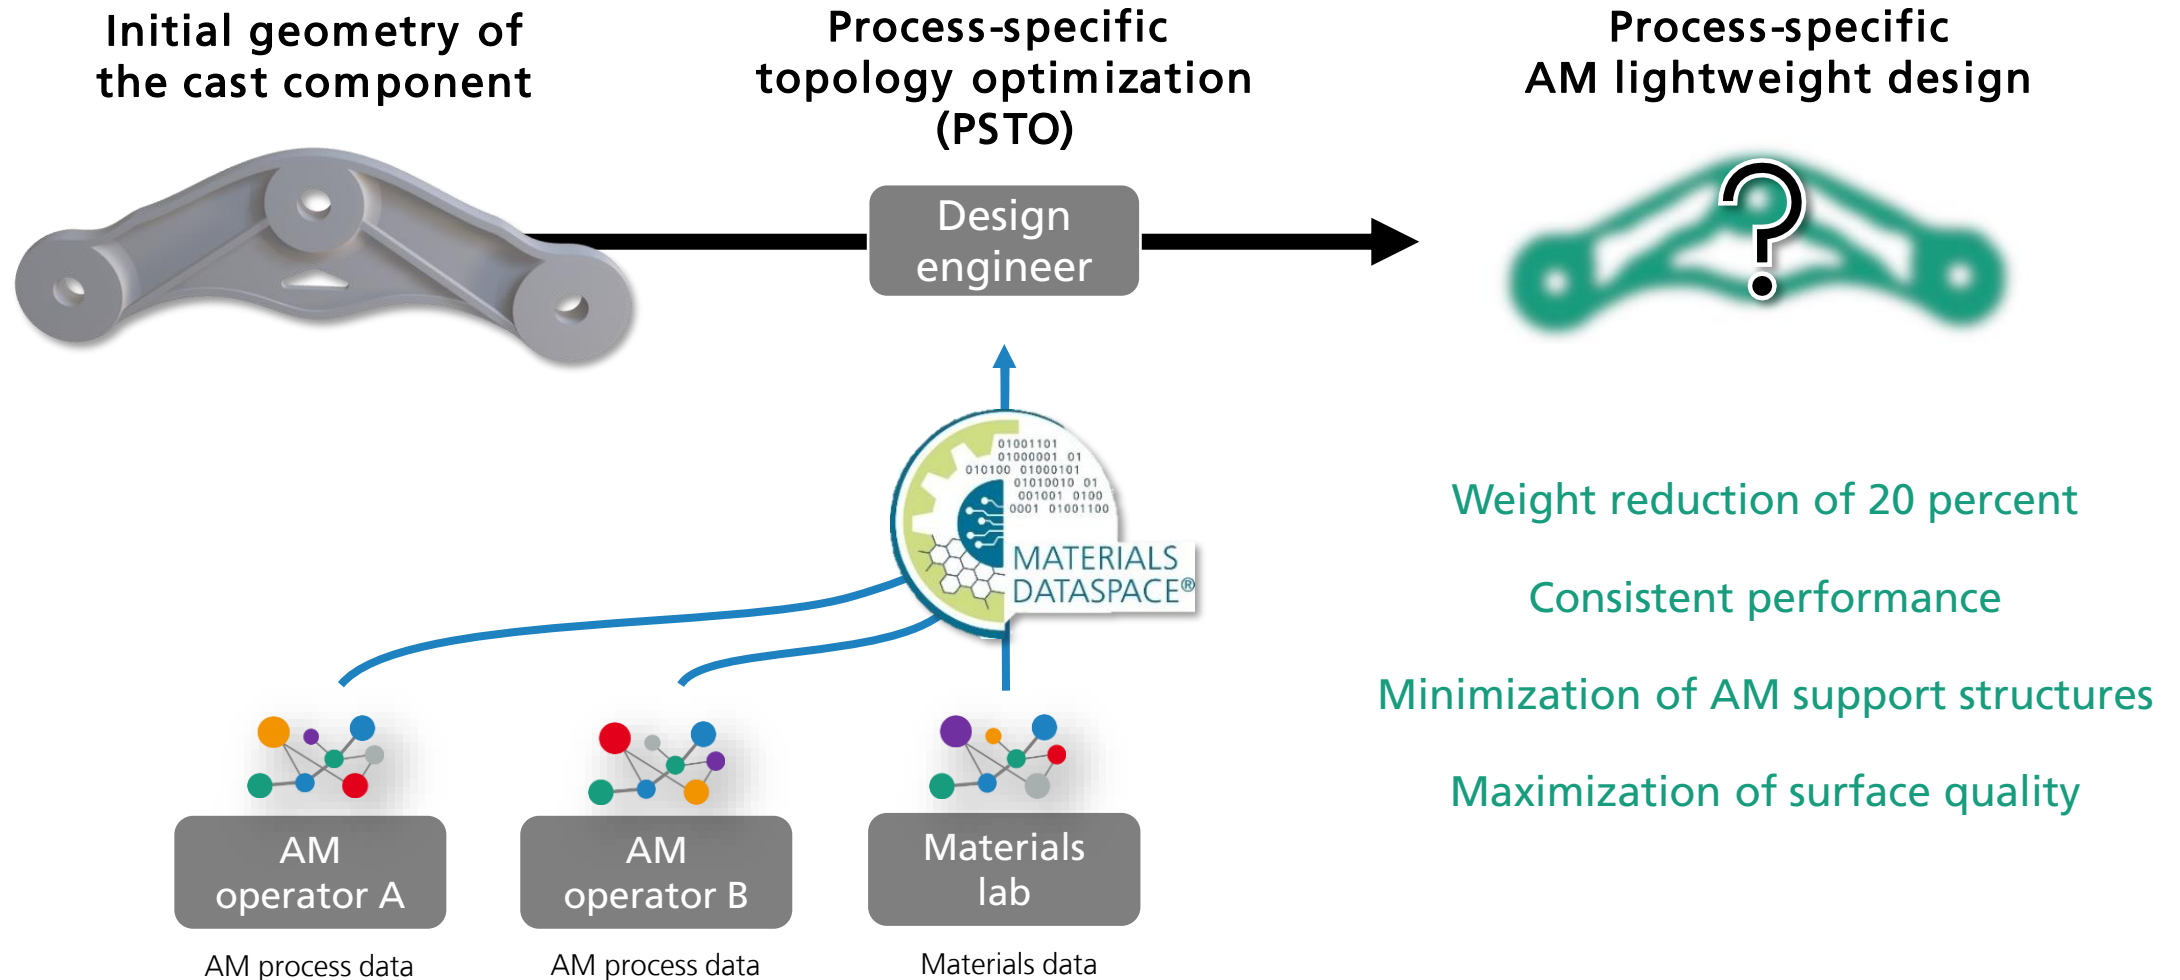 Initial geometry of
the cast component
Process-specific
topology optimization
(PSTO)
Process-specific
AM lightweight design
Design
engineer
?
01001101
01000001 01
010100 01000101
01010010 01
001001 0100
0001 01001100
MATERIALS
DATASPACE®
Weight reduction of 20 percent
Consistent performance
Minimization of AM support structures
Maximization of surface quality
AM
operator A
AM
operator B
Materials
lab
AM process data
AM process data
Materials data